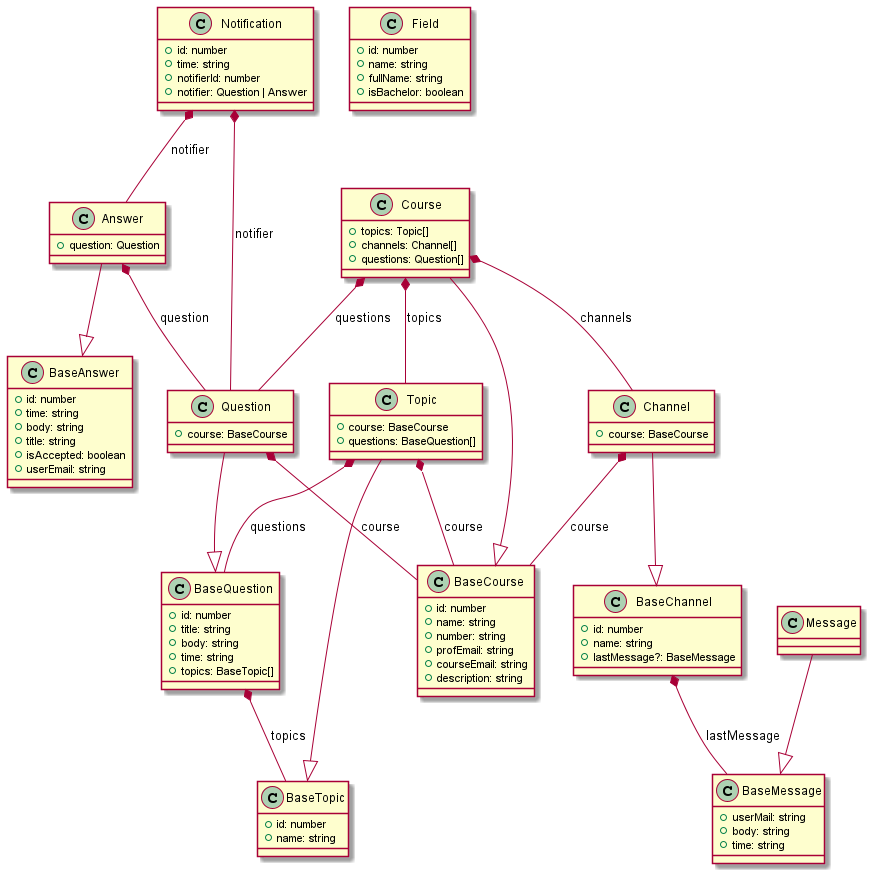 C Notification
id: number
time: string
notifierId: number
notifier: Question | Answer
C Field
id: number
name: string
fullName: string
isBachelor: boolean
notifier
notifier
C Answer
question: Question
C Course
topics: Topic[]
channels: Channel[]
questions: Question[]
question
questions
topics
channels
C BaseAnswer
id: number
time: string
body: string
title: string
isAccepted: boolean
userEmail: string
C Question
course: BaseCourse
C Topic
course: BaseCourse
questions: BaseQuestion[]
C Channel
course: BaseCourse
questions
course
course
course
C BaseQuestion
id: number
title: string
body: string
time: string
topics: BaseTopic[]
C BaseCourse
id: number
name: string
number: string
profEmail: string
courseEmail: string
description: string
C BaseChannel
id: number
name: string
lastMessage?: BaseMessage
C Message
topics
lastMessage
C BaseTopic
id: number
name: string
C BaseMessage
userMail: string
body: string
time: string